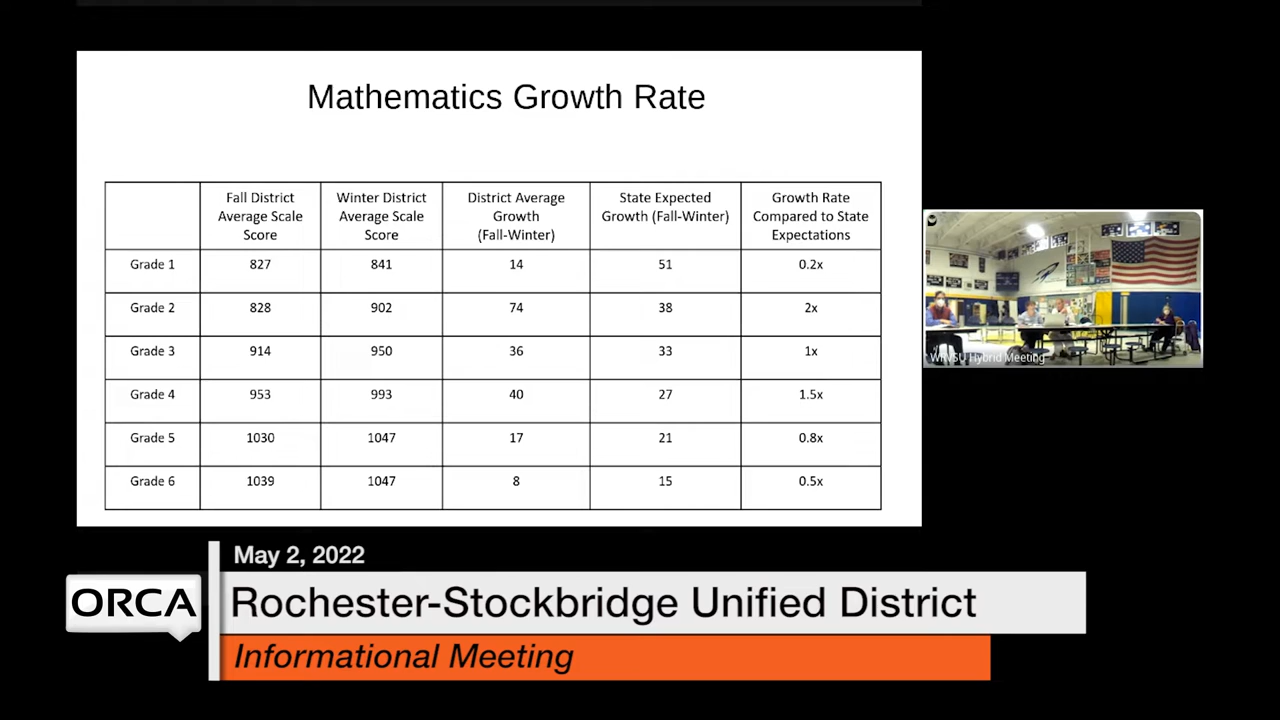 Mathematics Growth Rate
Fall District Average Scale Score
Winter District Average Scale Score
District Average Growth (Fall-Winter)
State Expected Growth (Fall-Winter)
Growth Rate Compared to State Expectations
Grade 1 827 841 14 51 0.2x
Grade 2 828 902 74 38 2x
Grade 3 914 950 36 33 1x
Grade 4 953 993 40 27 1.5x
Grade 5 1030 1047 17 21 0.8x
Grade 6 1039 1047 8 15 0.5x
Hybrid Meeting
May 2, 2022
ORCA
Rochester-Stockbridge Unified District
Informational Meeting